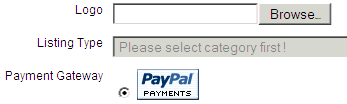 Logo Browse...
Listing Type Please select category first !
Payment Gateway PayPal
PAYMENTS